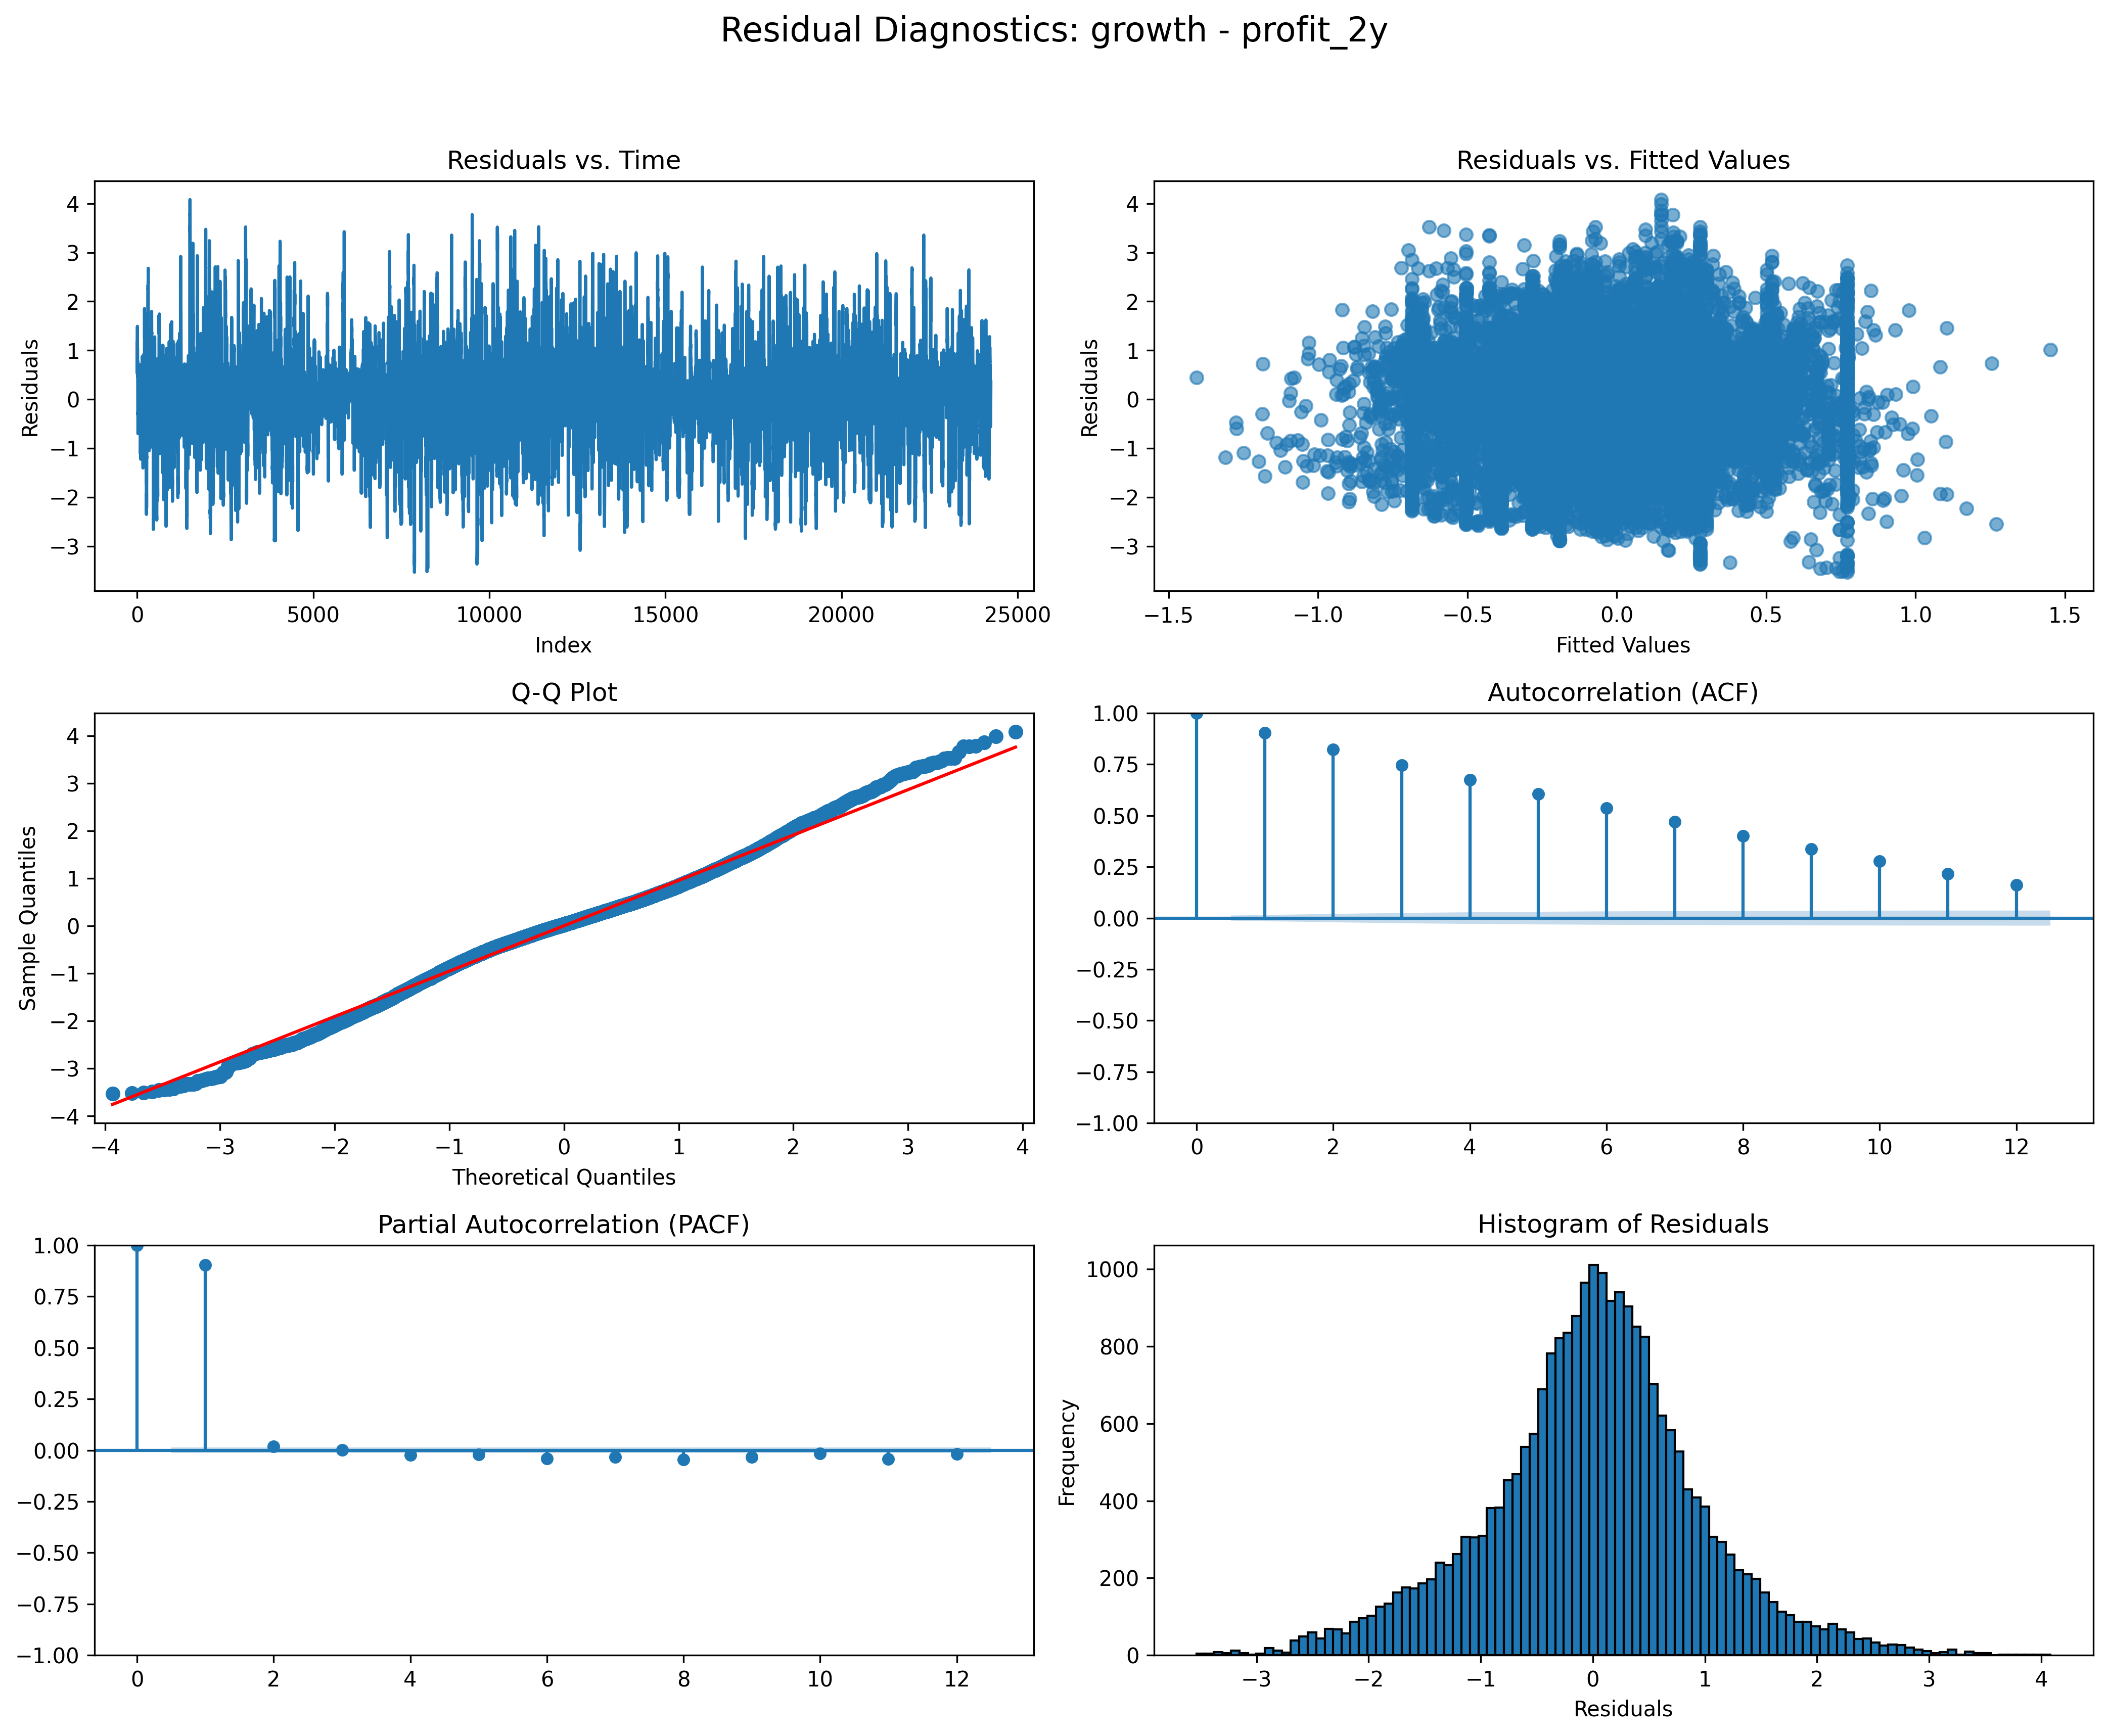 Residual Diagnostics: growth - profit_2y
Residuals vs. Time
Residuals
4
3
2
1
0
−1
−2
−3
0 5000 10000 15000 20000 25000
Index
Residuals vs. Fitted Values
Residuals
4
3
2
1
0
−1
−2
−3
−1.5 −1.0 −0.5 0.0 0.5 1.0 1.5
Fitted Values
Q-Q Plot
Sample Quantiles
4
3
2
1
0
−1
−2
−3
−4
−4 −3 −2 −1 0 1 2 3 4
Theoretical Quantiles
Autocorrelation (ACF)
1.00
0.75
0.50
0.25
0.00
−0.25
−0.50
−0.75
−1.00
0 2 4 6 8 10 12
Partial Autocorrelation (PACF)
1.00
0.75
0.50
0.25
0.00
−0.25
−0.50
−0.75
−1.00
0 2 4 6 8 10 12
Histogram of Residuals
Frequency
1000
800
600
400
200
0
−3 −2 −1 0 1 2 3 4
Residuals